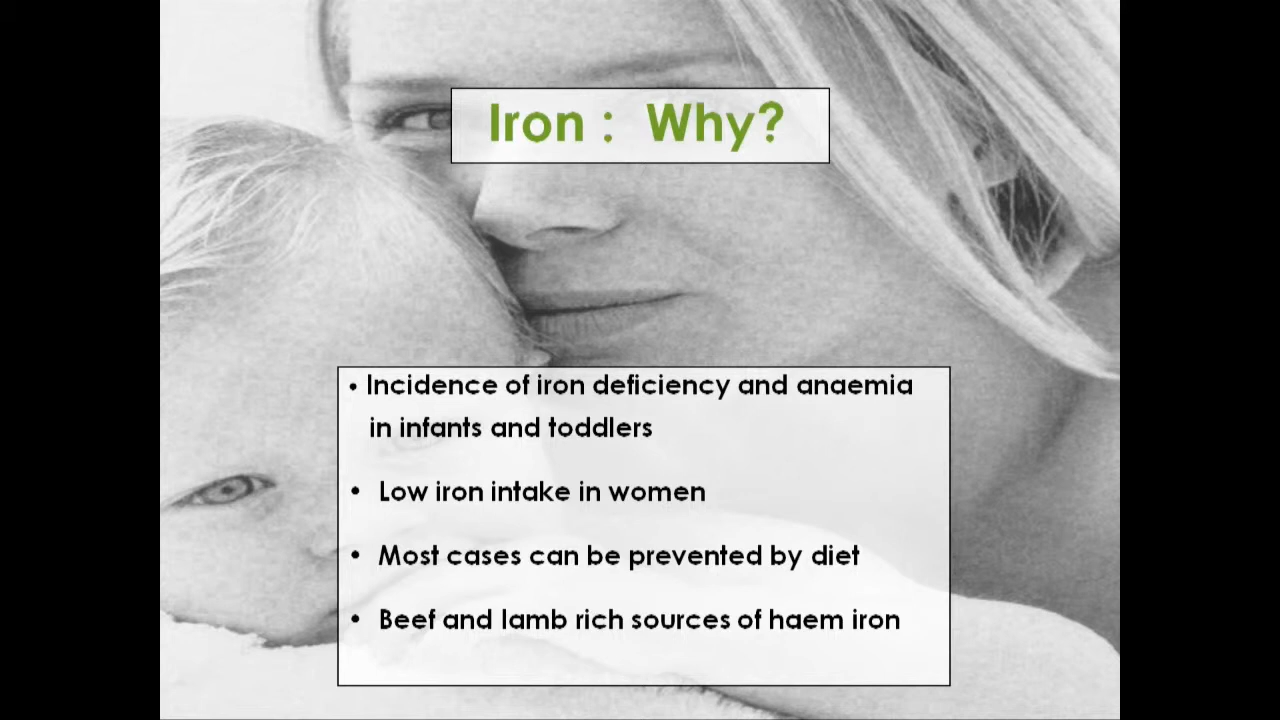 Iron : Why?
• Incidence of iron deficiency and anaemia
in infants and toddlers
• Low iron intake in women
• Most cases can be prevented by diet
• Beef and lamb rich sources of haem iron